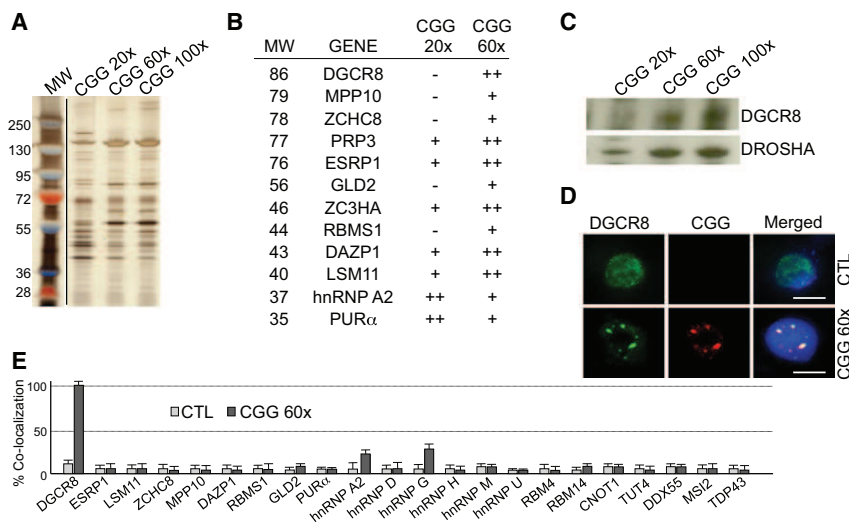 A
MW
CGG 20x
CGG 60x
CGG 100x
250
130
95
72
55
36
28
B
MW GENE CGG 20x CGG 60x
86 DGCR8 - ++
79 MPP10 - +
78 ZCHC8 - +
77 PRP3 + ++
76 ESRP1 + ++
56 GLD2 - +
46 ZC3HA + ++
44 RBMS1 - +
43 DAZP1 + ++
40 LSM11 + ++
37 hnRNP A2 ++ +
35 PURα ++ +
C
CGG 20x
CGG 60x
CGG 100x
DGCR8
DROSHA
D
DGCR8 CGG Merged
CTL
CGG 60x
E
% Co-localization
100
50
0
CTL CGG 60x
DGCR8
ESRP1
LSM11
ZCHC8
MPP10
DAZP1
RBMS1
GLD2
PURα
hnRNP A2
hnRNP D
hnRNP G
hnRNP H
hnRNP M
hnRNP U
RBM4
RBM14
CNOT1
TUT4
DDX55
MSI2
TDP43